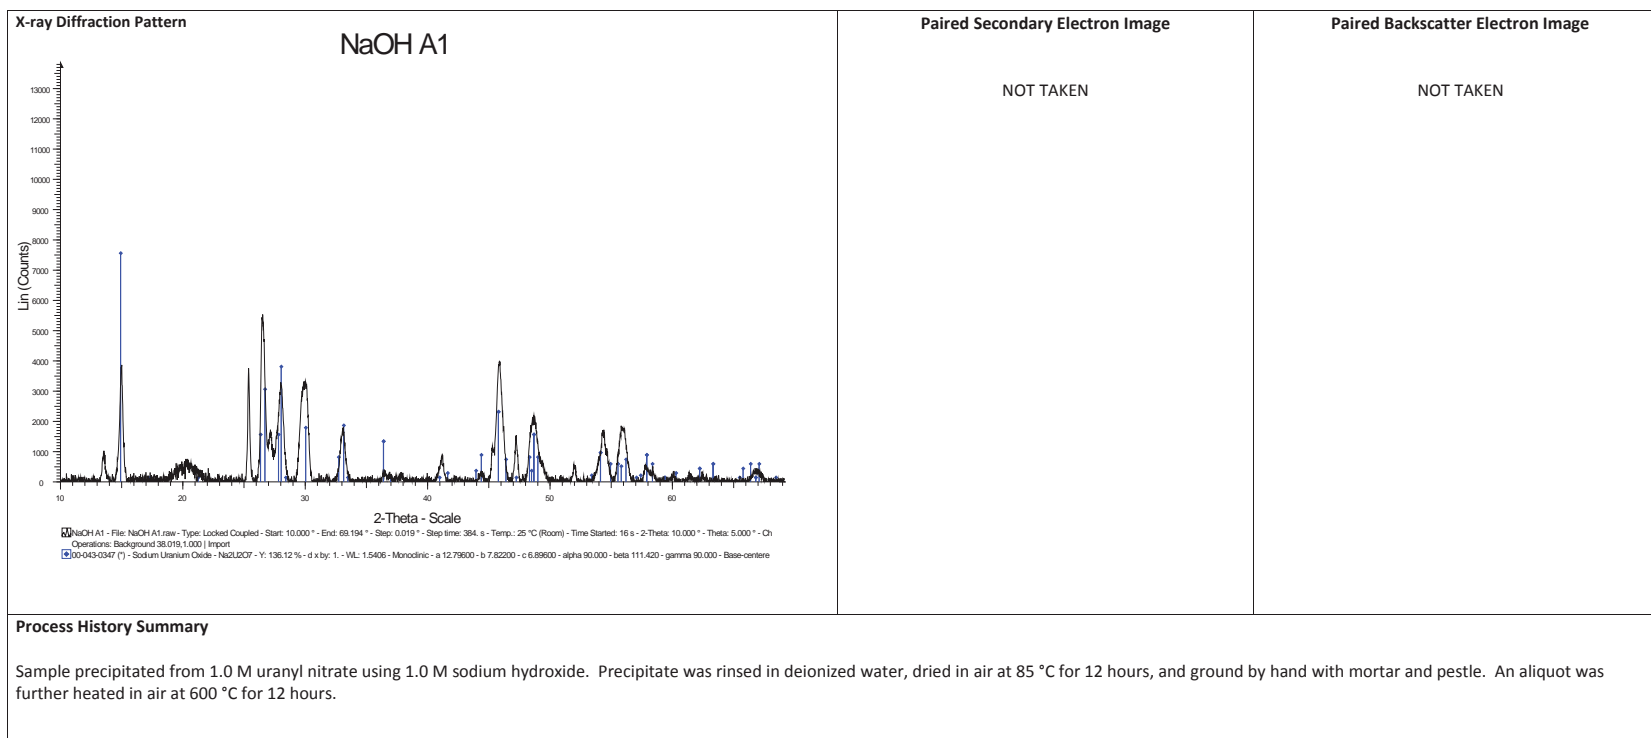 X-ray Diffraction Pattern
NaOH A1
13000
12000
11000
10000
9000
8000
7000
6000
5000
4000
3000
2000
1000
0
Lin (Counts)
10
20
30
40
50
60
2-Theta - Scale
NaOH A1 - File: NaOH A1.raw - Type: Locked Coupled - Start: 10.000 ° - End: 69.194 ° - Step: 0.019 ° - Step time: 384. s - Temp.: 25 °C (Room) - Time Started: 16 s - 2-Theta: 10.000 ° - Theta: 5.000 ° - Ch
Operations: Background 38.019,1.000 | Import
00-043-0347 (*) - Sodium Uranium Oxide - Na2U2O7 - Y: 136.12 % - d x by: 1. - WL: 1.5406 - Monoclinic - a 12.79600 - b 7.82200 - c 6.89600 - alpha 90.000 - beta 111.420 - gamma 90.000 - Base-centere
Paired Secondary Electron Image
NOT TAKEN
Paired Backscatter Electron Image
NOT TAKEN
Process History Summary
Sample precipitated from 1.0 M uranyl nitrate using 1.0 M sodium hydroxide. Precipitate was rinsed in deionized water, dried in air at 85 °C for 12 hours, and ground by hand with mortar and pestle. An aliquot was
further heated in air at 600 °C for 12 hours.